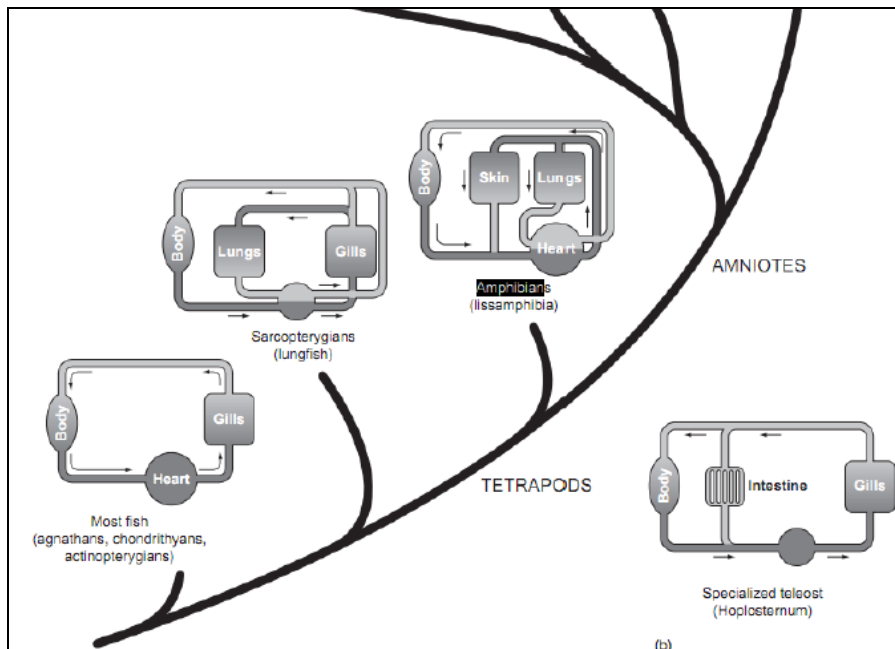 Body
Skin
Lungs
Heart
Amphibians
(lissamphibia)
AMNIOTES
Body
Lungs
Gills
Sarcopterygians
(lungfish)
Body
Gills
Heart
Most fish
(agnathans, chondrithyans,
actinopterygians)
TETRAPODS
Body
Intestine
Gills
Specialized teleost
(Hoplosternum)
(b)